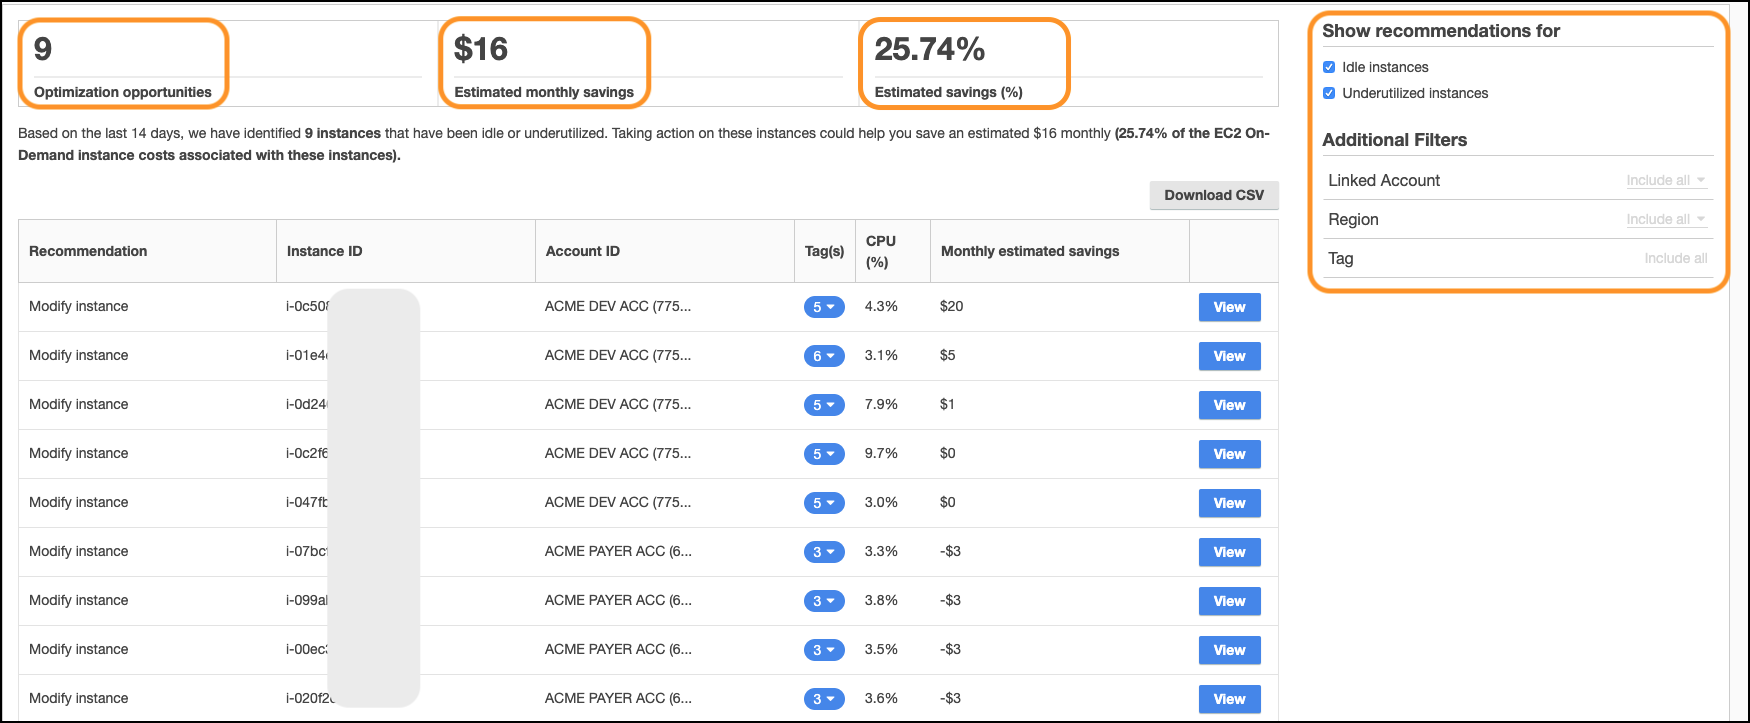 9
Optimization opportunities
$16
Estimated monthly savings
25.74%
Estimated savings (%)
Based on the last 14 days, we have identified 9 instances that have been idle or underutilized. Taking action on these instances could help you save an estimated $16 monthly (25.74% of the EC2 On-
Demand instance costs associated with these instances).
Download CSV
Recommendation Instance ID Account ID Tag(s) CPU (%) Monthly estimated savings
Modify instance i-0c508 ACME DEV ACC (775... 5 4.3% $20 View
Modify instance i-01e4 ACME DEV ACC (775... 6 3.1% $5 View
Modify instance i-0d24 ACME DEV ACC (775... 5 7.9% $1 View
Modify instance i-0c2f6 ACME DEV ACC (775... 5 9.7% $0 View
Modify instance i-047fb ACME DEV ACC (775... 5 3.0% $0 View
Modify instance i-07bc ACME PAYER ACC (6... 3 3.3% -$3 View
Modify instance i-099a ACME PAYER ACC (6... 3 3.8% -$3 View
Modify instance i-00ec ACME PAYER ACC (6... 3 3.5% -$3 View
Modify instance i-020f2 ACME PAYER ACC (6... 3 3.6% -$3 View
Show recommendations for
Idle instances
Underutilized instances
Additional Filters
Linked Account Include all
Region Include all
Tag Include all